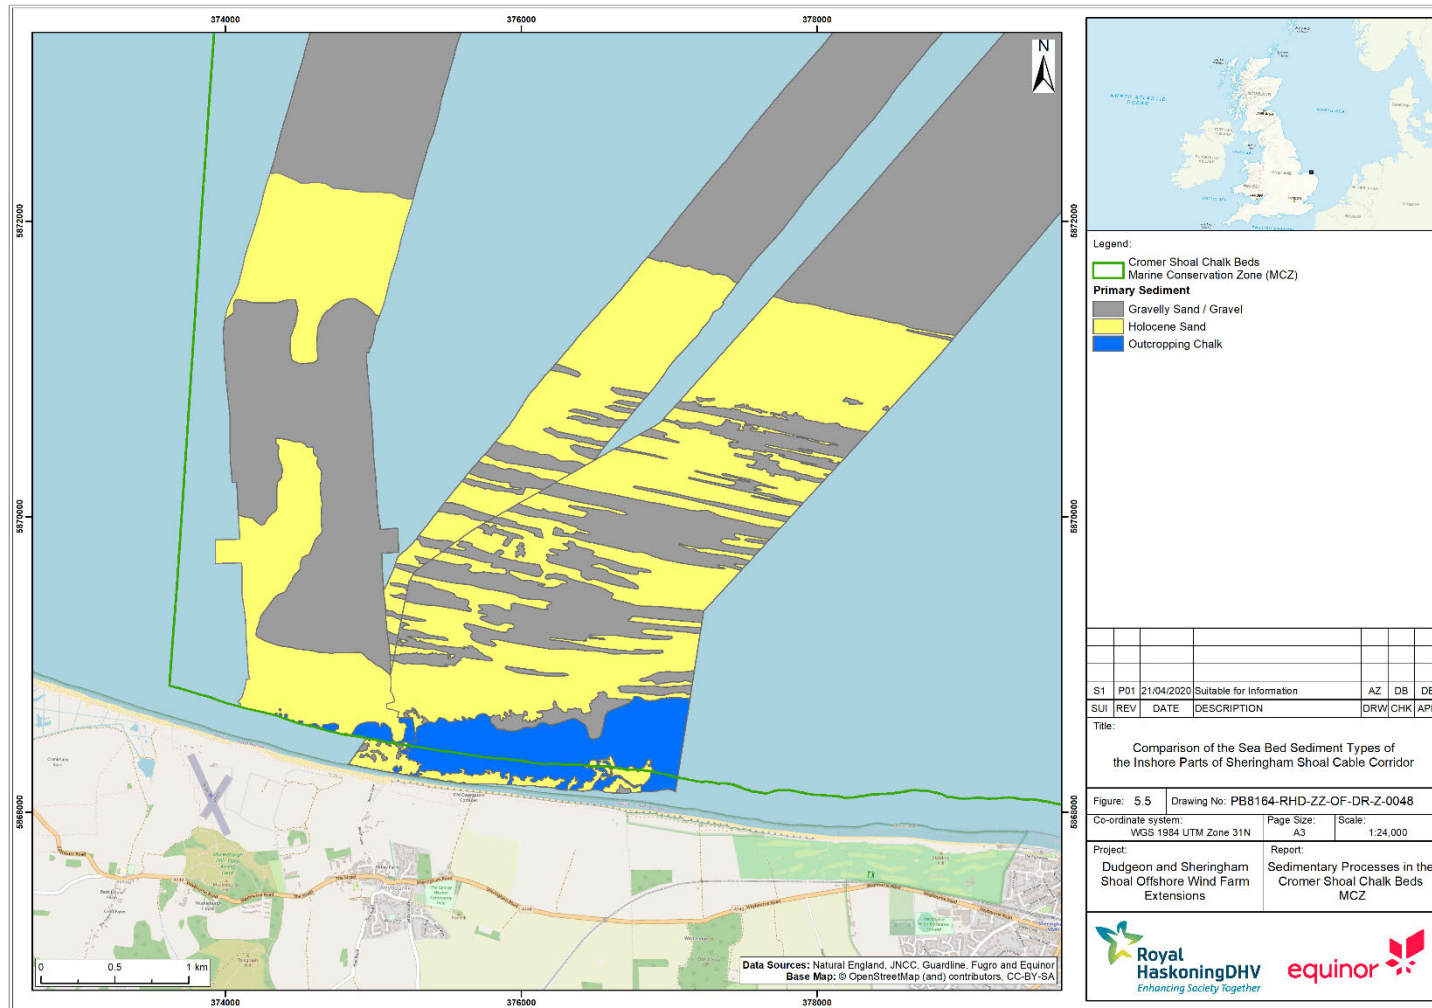 374000
376000
378000
5872000
5870000
5868000
5872000
5870000
5868000
374000
376000
378000
N
0 0.5 1 km
Data Sources: Natural England, JNCC, Guardline, Fugro and Equinor
Base Map: © OpenStreetMap (and) contributors, CC-BY-SA
Legend:
Cromer Shoal Chalk Beds
Marine Conservation Zone (MCZ)
Primary Sediment
Gravelly Sand / Gravel
Holocene Sand
Outcropping Chalk
S1 P01 21/04/2020 Suitable for Information AZ DB
SUI REV DATE DESCRIPTION DRW CHK
Title:
Comparison of the Sea Bed Sediment Types of
the Inshore Parts of Sheringham Shoal Cable Corridor
Figure: 5.5 Drawing No: PB8164-RHD-ZZ-OF-DR-Z-0048
Co-ordinate system: Page Size: Scale:
WGS 1984 UTM Zone 31N A3 1:24,000
Project: Report:
Dudgeon and Sheringham Sedimentary Processes in the
Shoal Offshore Wind Farm Cromer Shoal Chalk Beds
Extensions MCZ
Royal
HaskoningDHV
Enhancing Society Together
equinor